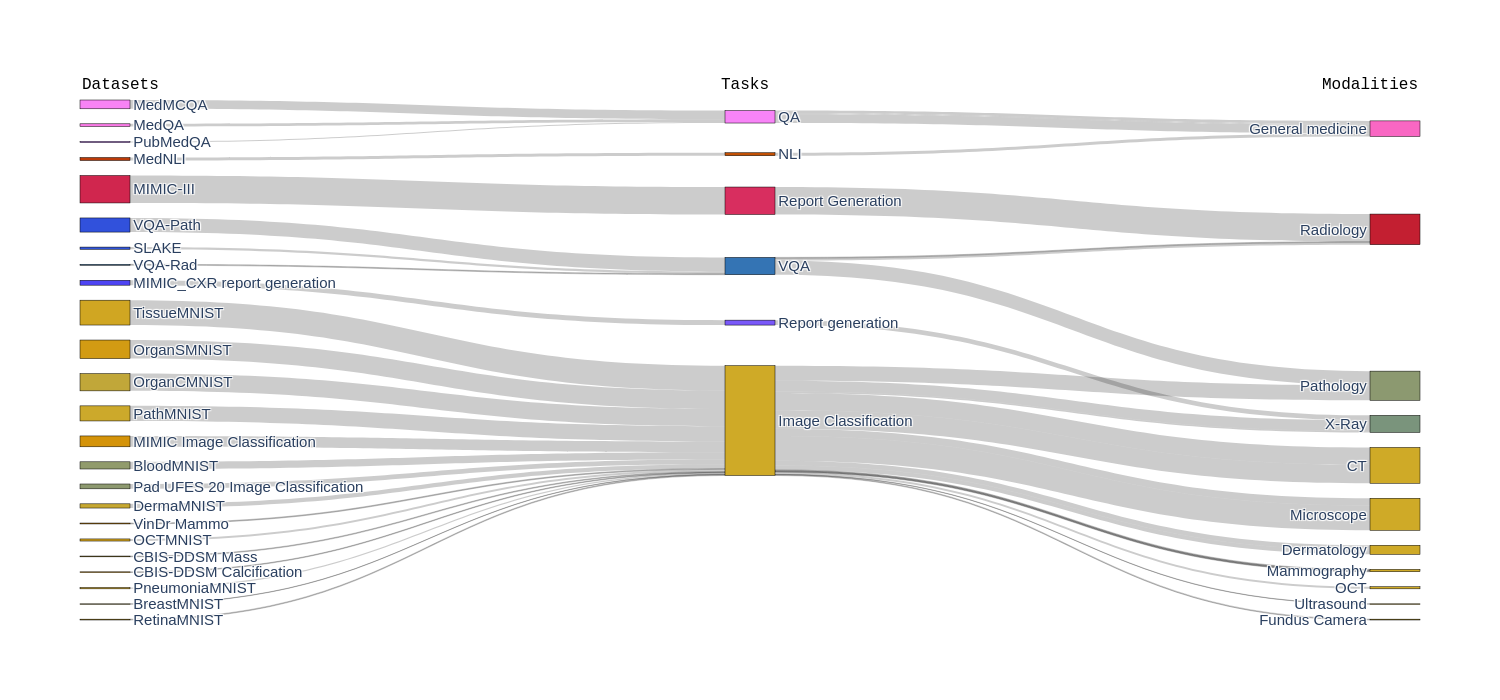 Datasets
Tasks
Modalities
MedMCQA
MedQA
PubMedQA
MedNLI
MIMIC-III
VQA-Path
SLAKE
VQA-Rad
MIMIC_CXR report generation
TissueMNIST
OrganSMNIST
OrganCMNIST
PathMNIST
MIMIC Image Classification
BloodMNIST
Pad UFES 20 Image Classification
DermaMNIST
VinDr Mammo
OCTMNIST
CBIS-DDSM Mass
CBIS-DDSM Calcification
PneumoniaMNIST
BreastMNIST
RetinaMNIST
QA
NLI
Report Generation
VQA
Report generation
Image Classification
General medicine
Radiology
Pathology
X-Ray
CT
Microscope
Dermatology
Mammography
OCT
Ultrasound
Fundus Camera